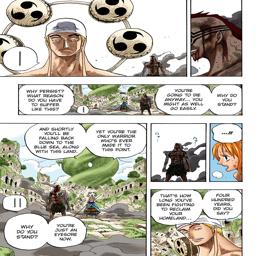 WHY DO
YOU
STAND?
YOU'RE
GOING TO DIE
ANYWAY... YOU
MIGHT AS WELL
GO EASILY.
WHY PERSIST?
WHAT REASON
DO YOU HAVE
TO SUFFER
LIKE THIS?
...!!
YET YOU'RE THE
ONLY WARRIOR
WHO'S EVER
MADE IT TO
THIS POINT.
AND SHORTLY
YOU'LL BE
FALLING BACK
DOWN TO THE
BLUE SEA, ALONG
WITH THIS LAND.
FOUR
HUNDRED
YEARS,
DID YOU
SAY?
THAT'S HOW
LONG YOU'VE
BEEN FIGHTING
TO RECLAIM
YOUR
HOMELAND...
YOU'RE
JUST AN
EYESORE
NOW.
WHY DO
YOU STAND?